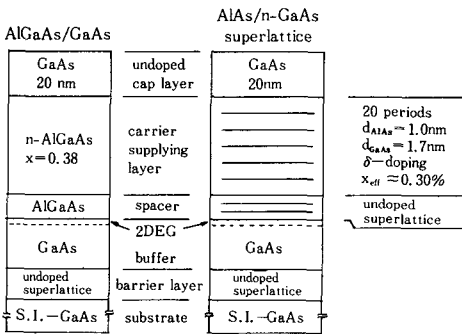 AlGaAs/GaAs
AlAs/n-GaAs
superlattice
GaAs
20 nm
undoped
cap layer
GaAs
20nm
n-AlGaAs
x=0.38
carrier
supplying
layer
20 periods
dAlAs=1.0nm
dGaAs=1.7nm
δ-doping
xeff≈0.30%
AlGaAs
spacer
undoped
superlattice
2DEG
GaAs
buffer
GaAs
undoped
superlattice
barrier layer
undoped
superlattice
S.I.-GaAs
substrate
S.I.-GaAs